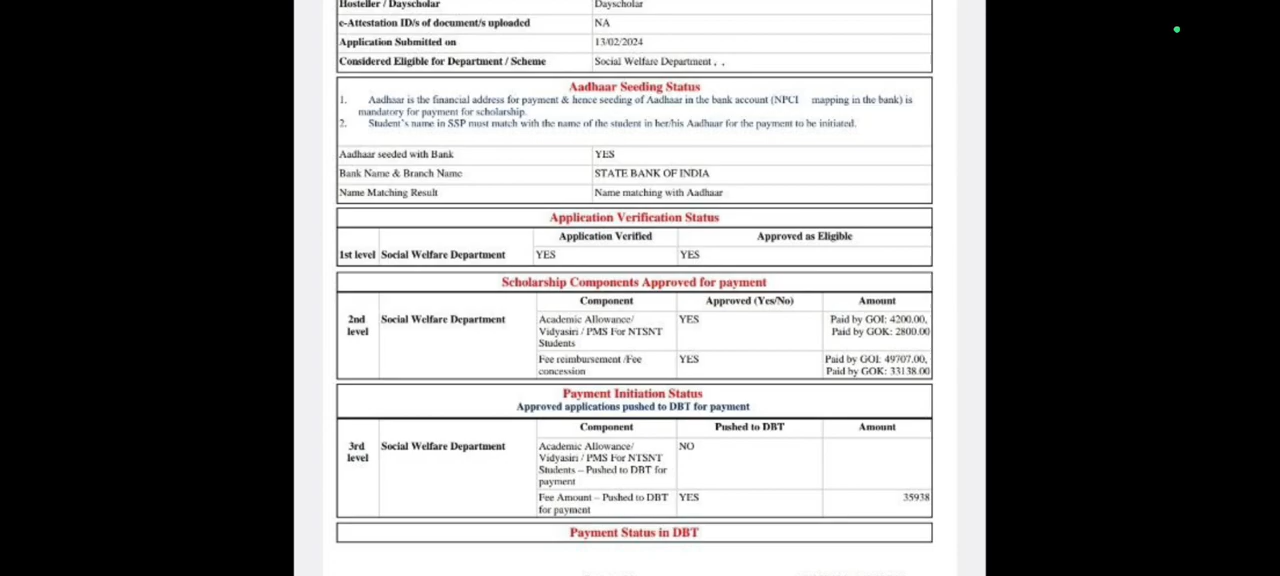 Hosteller / Dayscholar Dayscholar
e-Attestation ID/s of document/s uploaded NA
Application Submitted on 13/02/2024
Considered Eligible for Department / Scheme Social Welfare Department , ,
Aadhaar Seeding Status
1. Aadhaar is the financial address for payment & hence seeding of Aadhaar in the bank account (NPCI mapping in the bank) is
mandatory for payment for scholarship.
2. Student's name in SSP must match with the name of the student in her/his Aadhaar for the payment to be initiated.
Aadhaar seeded with Bank YES
Bank Name & Branch Name STATE BANK OF INDIA
Name Matching Result Name matching with Aadhaar
Application Verification Status
Application Verified Approved as Eligible
1st level Social Welfare Department YES YES
Scholarship Components Approved for payment
Component Approved (Yes/No) Amount
2nd level Social Welfare Department Academic Allowance/ YES Paid by GOI: 4200.00,
Vidyasiri / PMS For NTSNT Paid by GOK: 2800.00
Students
Fee reimbursement /Fee YES Paid by GOI: 49707.00,
concession Paid by GOK: 33138.00
Payment Initiation Status
Approved applications pushed to DBT for payment
Component Pushed to DBT Amount
3rd level Social Welfare Department Academic Allowance/ NO
Vidyasiri / PMS For NTSNT
Students – Pushed to DBT for
payment
Fee Amount – Pushed to DBT YES 35938
for payment
Payment Status in DBT